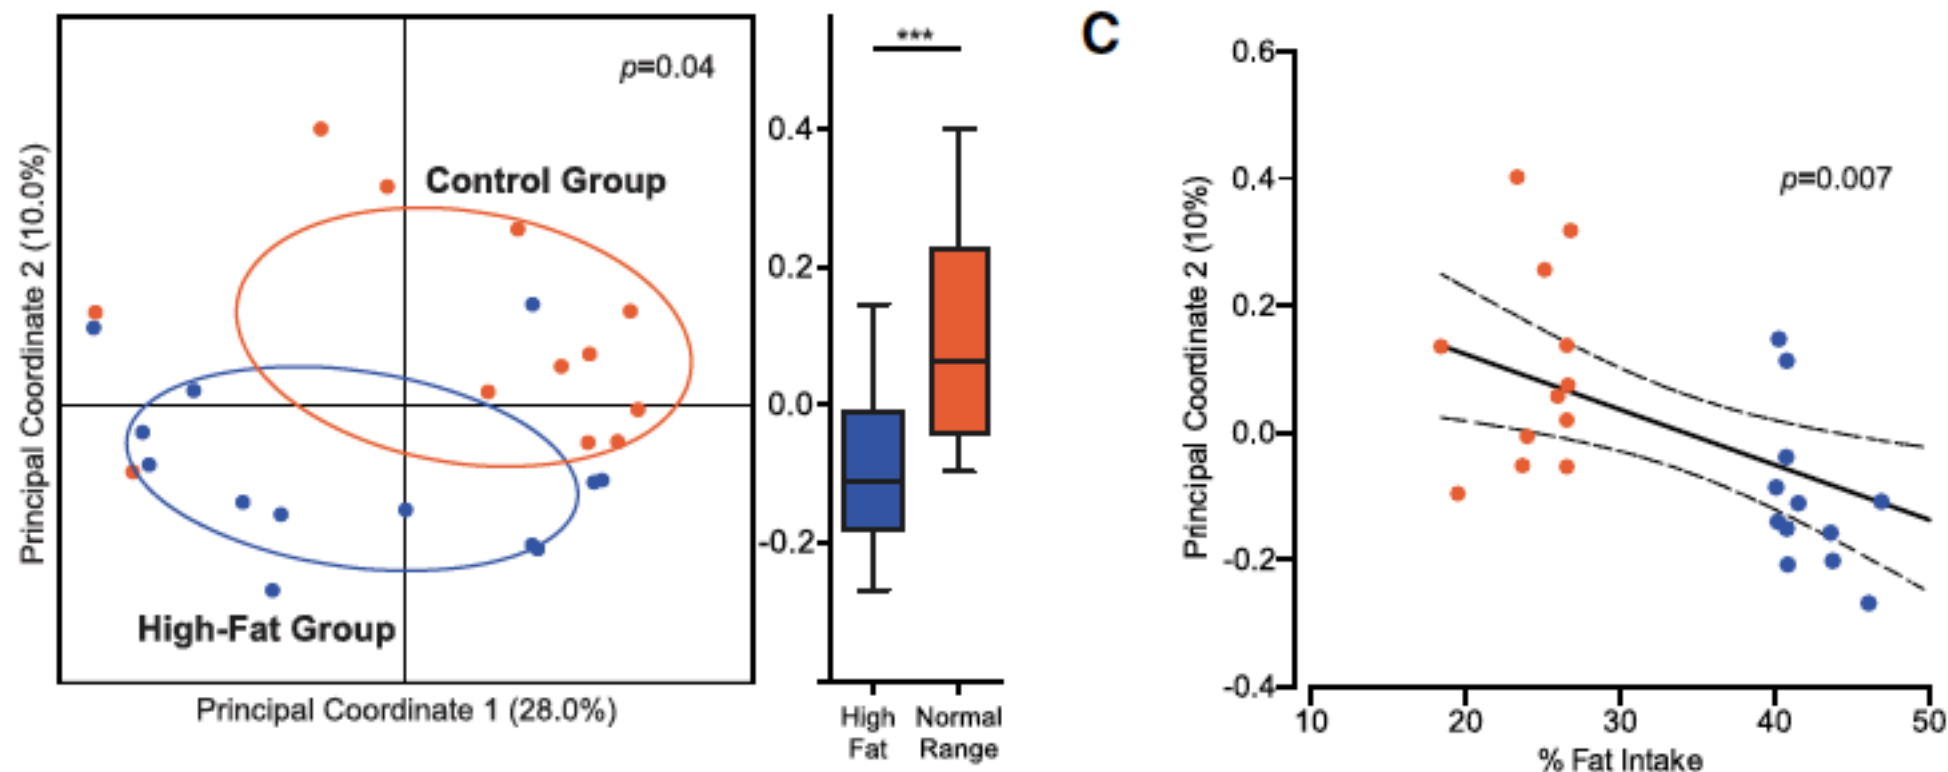 p=0.04
Control Group
High-Fat Group
Principal Coordinate 2 (10.0%)
Principal Coordinate 1 (28.0%)
***
0.4
0.2
0.0
-0.2
High Fat
Normal Range
C
p=0.007
Principal Coordinate 2 (10%)
0.6
0.4
0.2
0.0
-0.2
-0.4
10 20 30 40 50
% Fat Intake